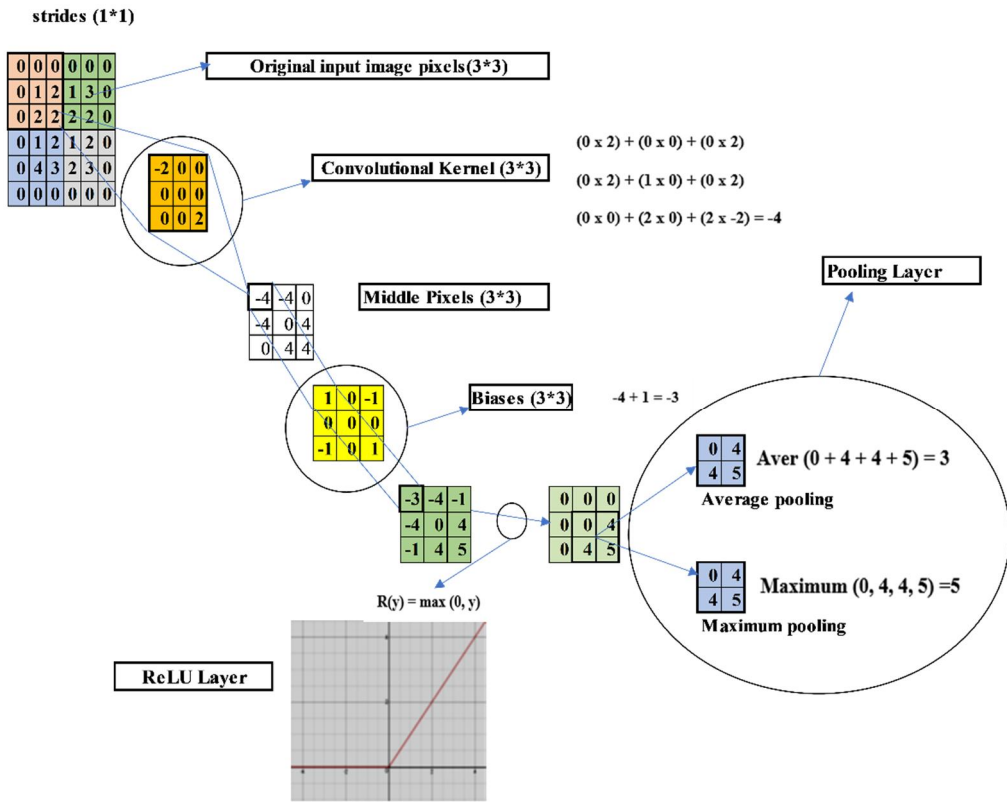 strides (1*1)
0 0 0 0 0 0
0 1 2 1 3 0
0 2 2 2 2 0
0 1 2 1 2 0
0 4 3 2 3 0
0 0 0 0 0 0
Original input image pixels(3*3)
-2 0 0
0 0 0
0 0 2
Convolutional Kernel (3*3)
(0 x 2) + (0 x 0) + (0 x 2)
(0 x 2) + (1 x 0) + (0 x 2)
(0 x 0) + (2 x 0) + (2 x -2) = -4
-4 -4 0
-4 0 4
0 4 4
Middle Pixels (3*3)
1 0 -1
0 0 0
-1 0 1
Biases (3*3)
-4 + 1 = -3
-3 -4 -1
-4 0 4
-1 4 5
R(y) = max (0, y)
0 0 0
0 0 4
0 4 5
Pooling Layer
0 4
4 5
Aver (0 + 4 + 4 + 5) = 3
Average pooling
0 4
4 5
Maximum (0, 4, 4, 5) =5
Maximum pooling
ReLU Layer